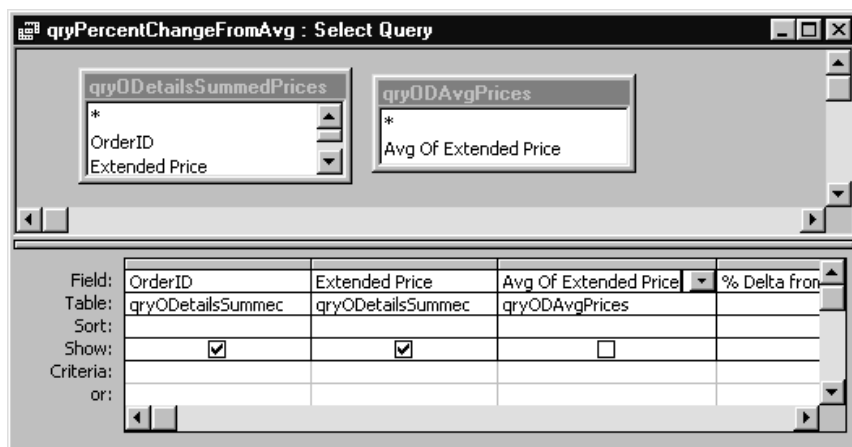 qryPercentChangeFromAvg : Select Query
qryODetailsSummedPrices
*
OrderID
Extended Price
qryODAvgPrices
*
Avg Of Extended Price
Field: OrderID Extended Price Avg Of Extended Price % Delta from
Table: qryODetailsSummec qryODetailsSummec qryODAvgPrices
Sort:
Show:
Criteria:
or: